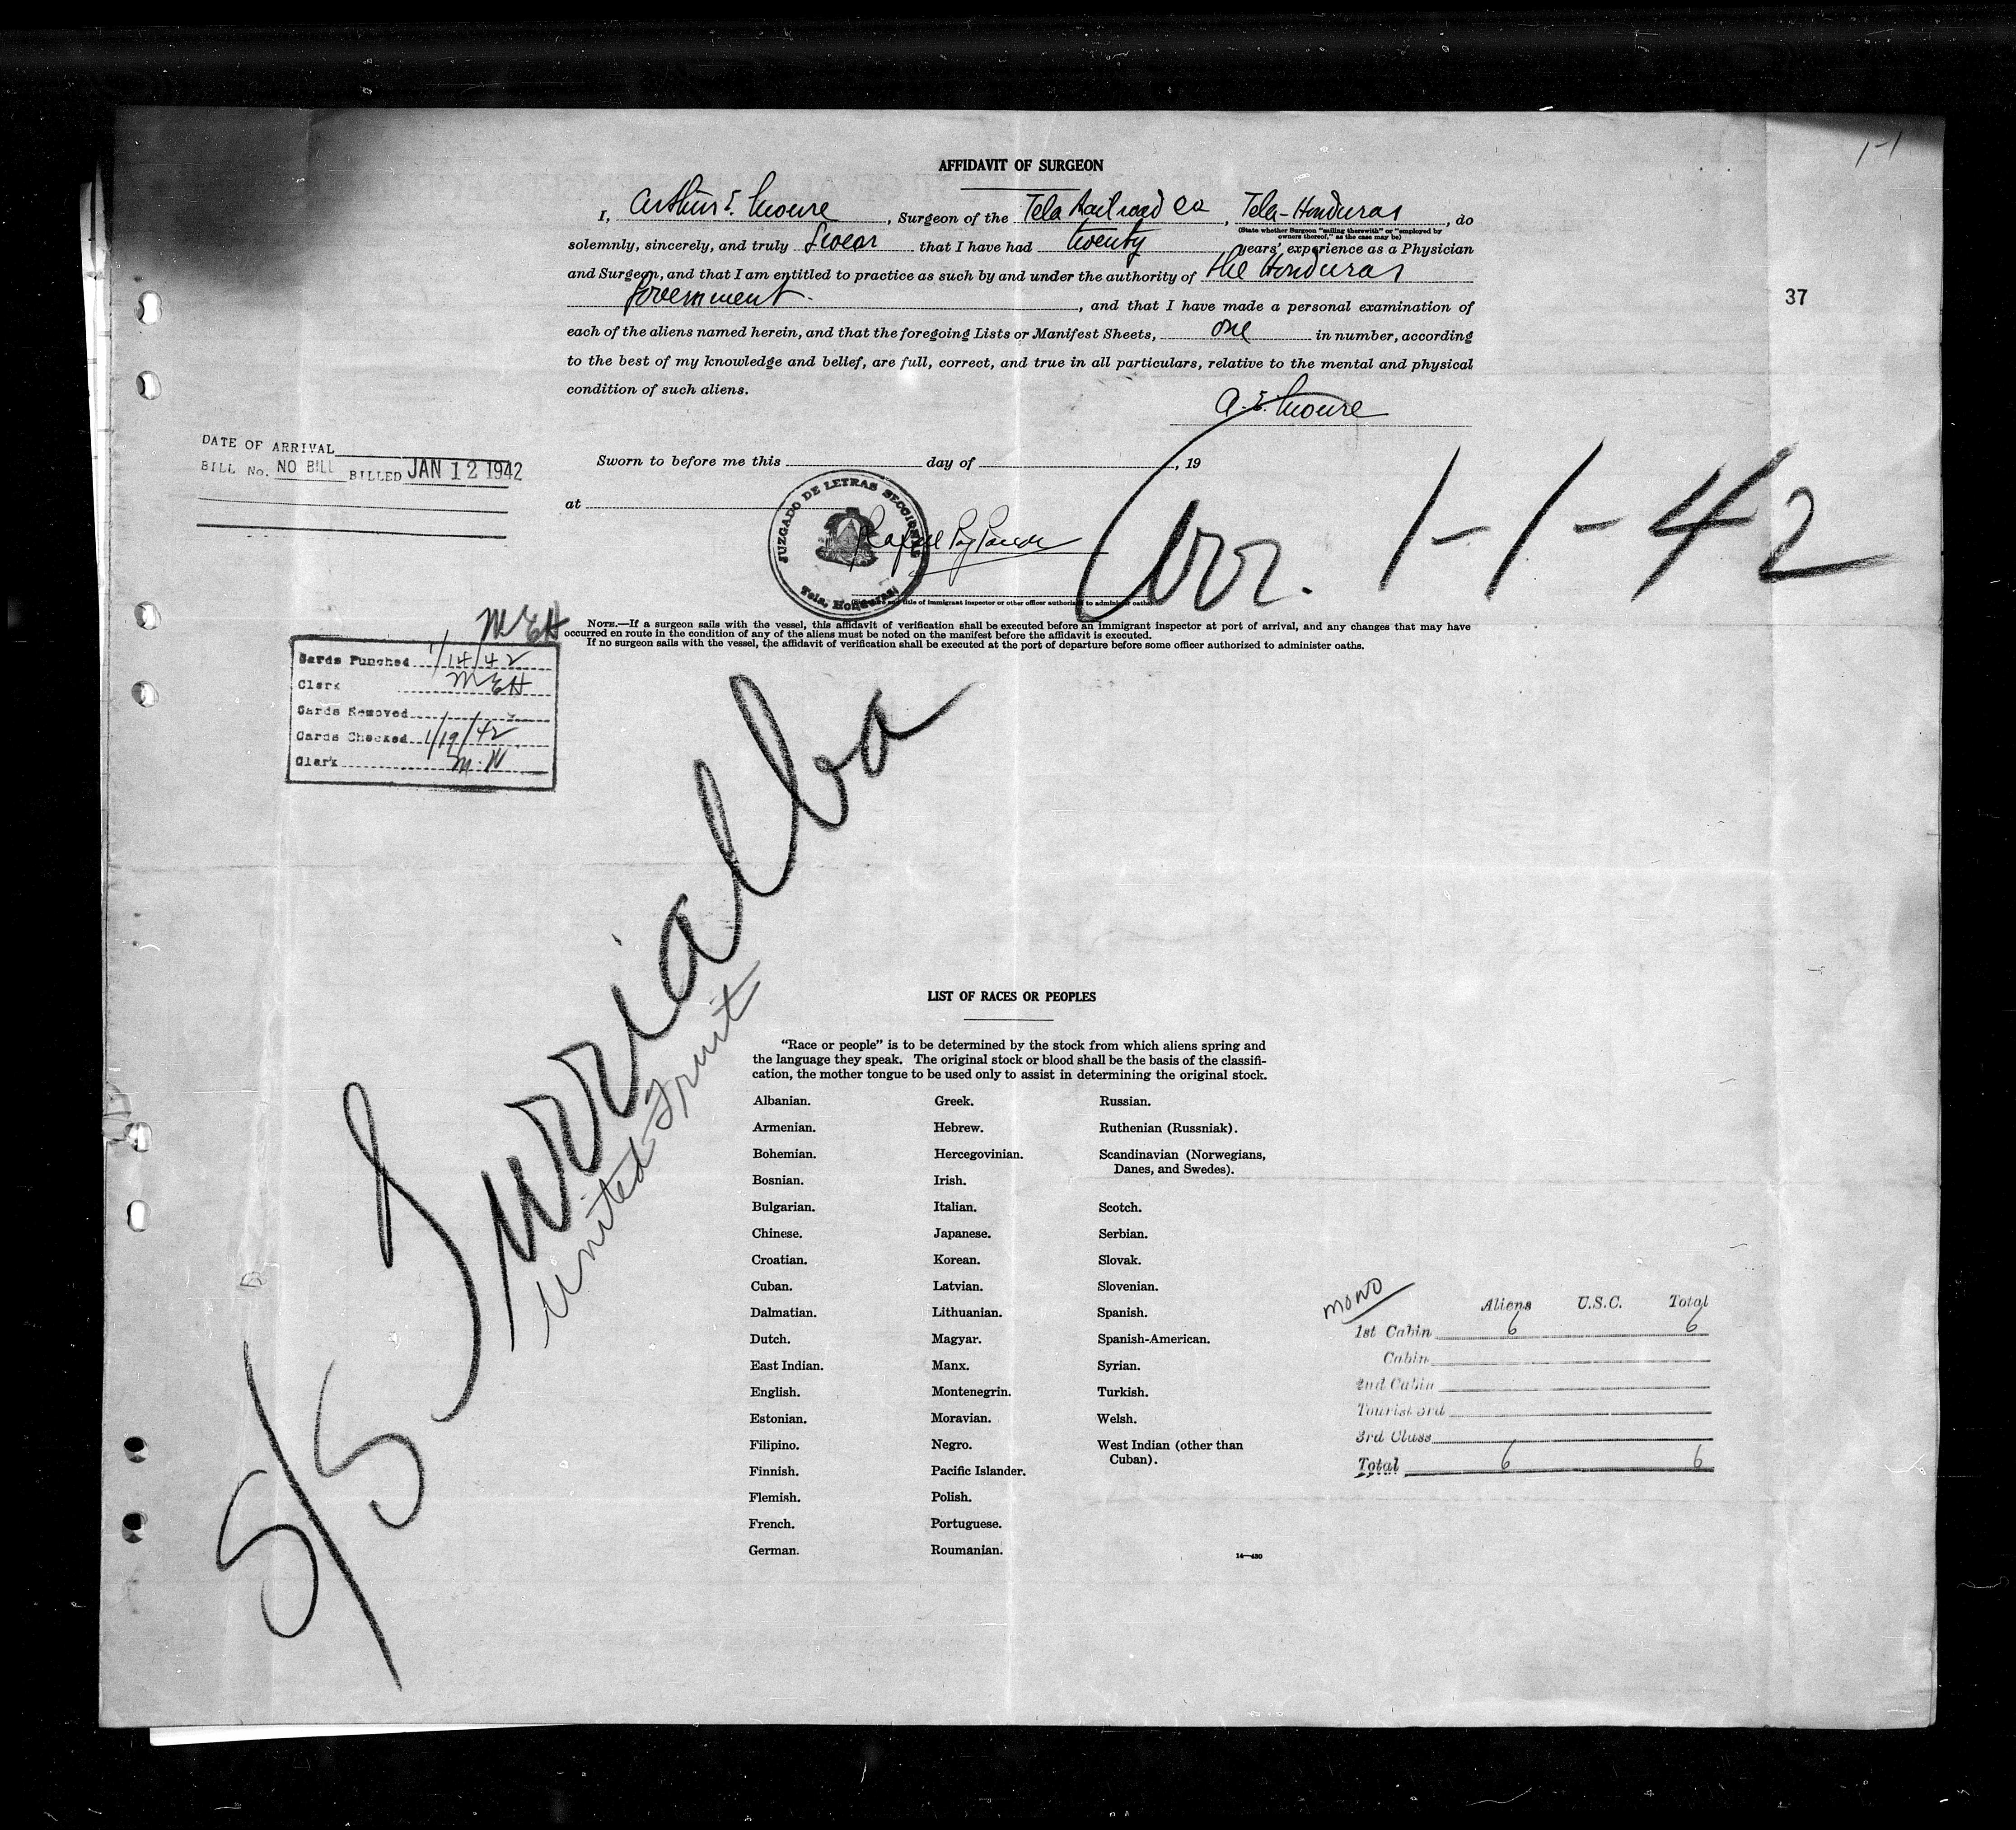 1-1
AFFIDAVIT OF SURGEON
I, Arthur E. Moure, Surgeon of the Tela Railroad Co, Tela-Honduras, do
(State whether Surgeon "sailing therewith" or "employed by
owners thereof," as the case may be)
solemnly, sincerely, and truly Swear that I have had twenty years' experience as a Physician
and Surgeon, and that I am entitled to practice as such by and under the authority of the Honduras
Government, and that I have made a personal examination of
37
each of the aliens named herein, and that the foregoing Lists or Manifest Sheets, one in number, according
to the best of my knowledge and belief, are full, correct, and true in all particulars, relative to the mental and physical
condition of such aliens.
A. E. Moure
DATE OF ARRIVAL
BILL No. NO BILL BILLED JAN 12 1942
Sworn to before me this day of , 19
at
JUZGADO DE LETRAS SECCIONAL
Tela, Honduras
Rafael
Arr. 1-1-42
title of immigrant inspector or other officer authorized to administer oaths
NOTE.—If a surgeon sails with the vessel, this affidavit of verification shall be executed before an immigrant inspector at port of arrival, and any changes that may have
occurred en route in the condition of any of the aliens must be noted on the manifest before the affidavit is executed.
If no surgeon sails with the vessel, the affidavit of verification shall be executed at the port of departure before some officer authorized to administer oaths.
MEH
Cards Punched 1/14/42
Clerk MEH
Cards Removed
Cards Checked 1/19/42
Clerk M.W
S/S Turrialba
United Fruit
LIST OF RACES OR PEOPLES
"Race or people" is to be determined by the stock from which aliens spring and
the language they speak. The original stock or blood shall be the basis of the classifi-
cation, the mother tongue to be used only to assist in determining the original stock.
Albanian.
Armenian.
Bohemian.
Bosnian.
Bulgarian.
Chinese.
Croatian.
Cuban.
Dalmatian.
Dutch.
East Indian.
English.
Estonian.
Filipino.
Finnish.
Flemish.
French.
German.
Greek.
Hebrew.
Hercegovinian.
Irish.
Italian.
Japanese.
Korean.
Latvian.
Lithuanian.
Magyar.
Manx.
Montenegrin.
Moravian.
Negro.
Pacific Islander.
Polish.
Portuguese.
Roumanian.
Russian.
Ruthenian (Russniak).
Scandinavian (Norwegians,
Danes, and Swedes).
Scotch.
Serbian.
Slovak.
Slovenian.
Spanish.
Spanish-American.
Syrian.
Turkish.
Welsh.
West Indian (other than
Cuban).
14—430
mono
Aliens U.S.C. Total
1st Cabin 6 6
Cabin
2nd Cabin
Tourist 3rd
3rd Class
Total 6 6